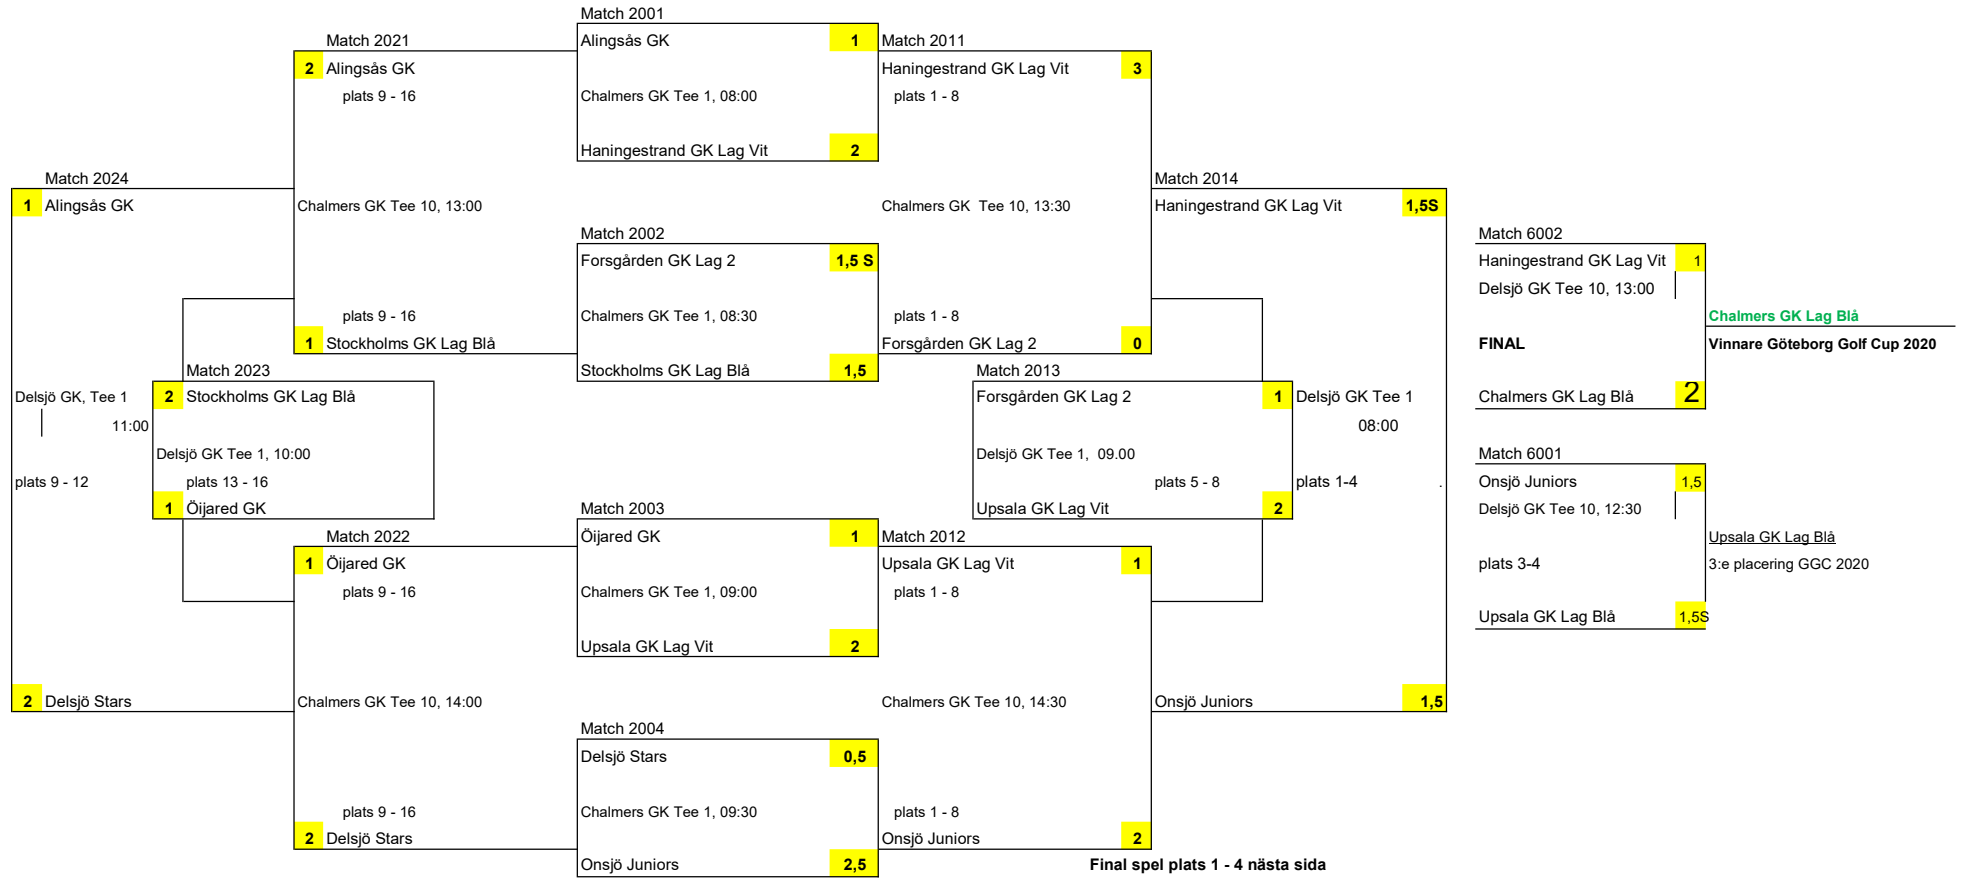 Match 2001
Match 2021 Alingsås GK 1 Match 2011
2 Alingsås GK Haningestrand GK Lag Vit 3
plats 9 - 16 Chalmers GK Tee 1, 08:00 plats 1 - 8
Haningestrand GK Lag Vit 2
Match 2024 Match 2014
1 Alingsås GK Chalmers GK Tee 10, 13:00 Chalmers GK  Tee 10, 13:30 Haningestrand GK Lag Vit 1,5S
Match 2002 Match 6002
Forsgården GK Lag 2 1,5 S Haningestrand GK Lag Vit 1
Delsjö GK Tee 10, 13:00
plats 9 - 16 Chalmers GK Tee 1, 08:30 plats 1 - 8 Chalmers GK Lag Blå
1 Stockholms GK Lag Blå Forsgården GK Lag 2 0 FINAL Vinnare Göteborg Golf Cup 2020
Match 2023 Stockholms GK Lag Blå 1,5 Match 2013
Delsjö GK, Tee 1 2 Stockholms GK Lag Blå Forsgården GK Lag 2 1 Delsjö GK Tee 1 Chalmers GK Lag Blå 2
11:00 08:00
Delsjö GK Tee 1, 10:00 Delsjö GK Tee 1,  09.00 Match 6001
plats 9 - 12 plats 13 - 16 plats 5 - 8 plats 1-4 . Onsjö Juniors 1,5
1 Öijared GK Match 2003 Upsala GK Lag Vit 2 Delsjö GK Tee 10, 12:30
Match 2022 Öijared GK 1 Match 2012 Upsala GK Lag Blå
1 Öijared GK Upsala GK Lag Vit 1 plats 3-4 3:e placering GGC 2020
plats 9 - 16 Chalmers GK Tee 1, 09:00 plats 1 - 8
Upsala GK Lag Blå 1,5S
Upsala GK Lag Vit 2
2 Delsjö Stars Chalmers GK Tee 10, 14:00 Chalmers GK Tee 10, 14:30 Onsjö Juniors 1,5
Match 2004
Delsjö Stars 0,5
plats 9 - 16 Chalmers GK Tee 1, 09:30 plats 1 - 8
2 Delsjö Stars Onsjö Juniors 2
Onsjö Juniors 2,5 Final spel plats 1 - 4 nästa sida